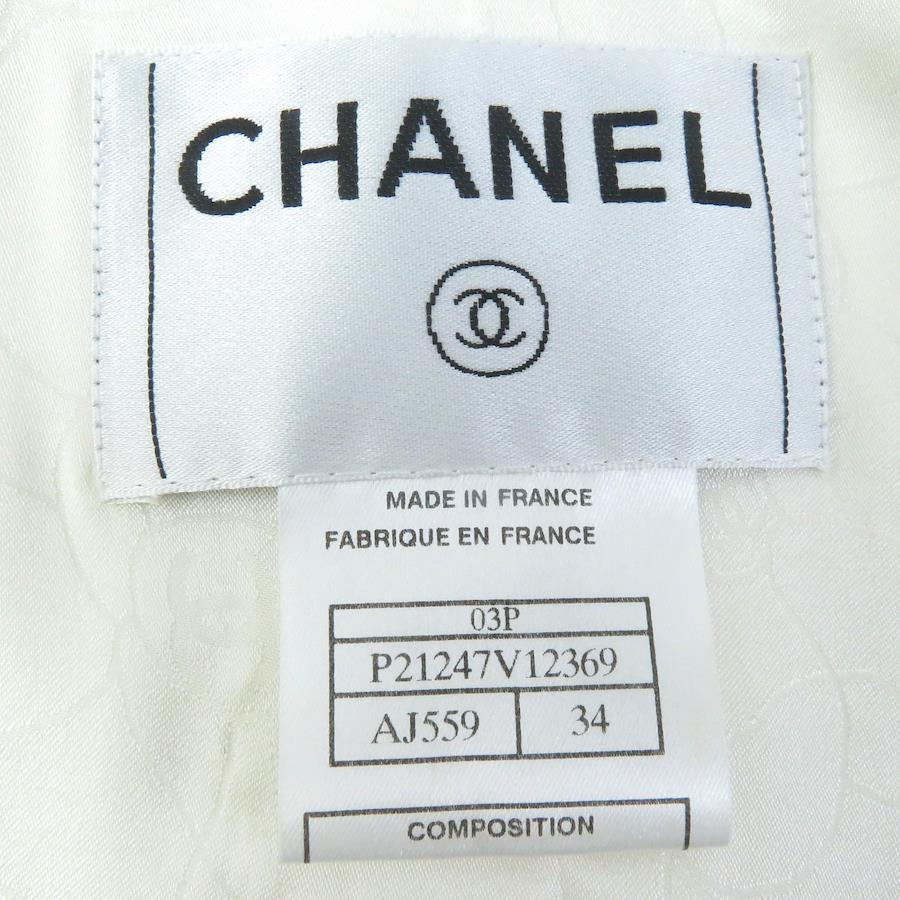 CHANEL
MADE IN FRANCE
FABRIQUE EN FRANCE
03P
P21247V12369
AJ559 34
COMPOSITION